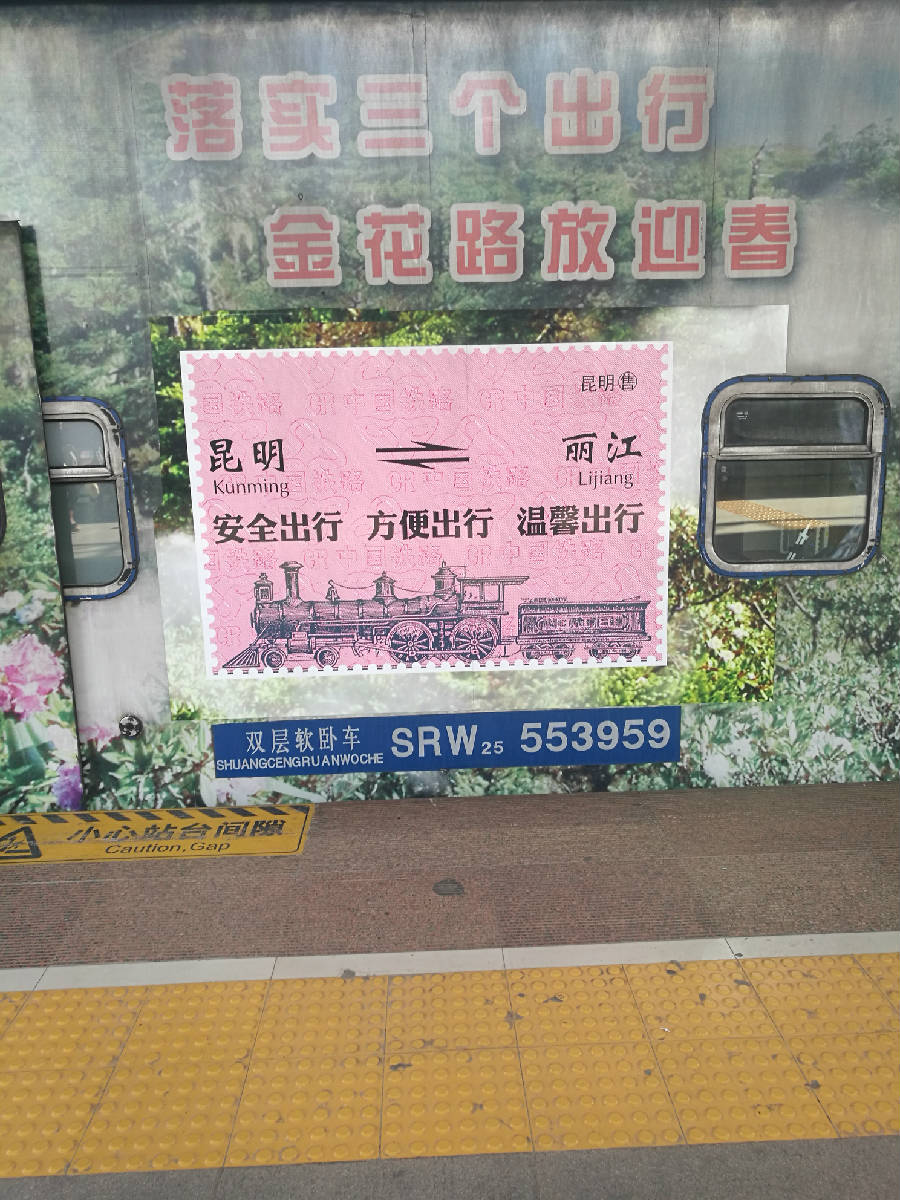 落实三个出行
金花路放迎春
昆明售
昆明 丽江
Kunming Lijiang
安全出行 方便出行 温馨出行
双层软卧车 SRW25 553959
SHUANGCENGRUANWOCHE
小心站台间隙
Caution, Gap